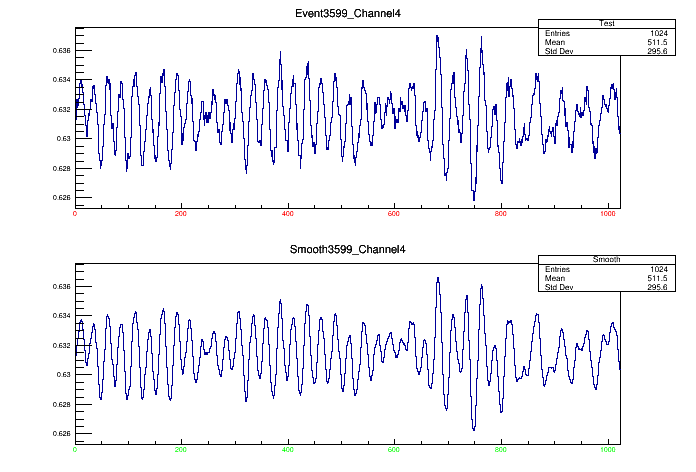 Event3599_Channel4
Test
Entries 1024
Mean 511.5
Std Dev 295.6
0.636
0.634
0.632
0.63
0.628
0.626
0 200 400 600 800 1000
Smooth3599_Channel4
Smooth
Entries 1024
Mean 511.5
Std Dev 295.6
0.636
0.634
0.632
0.63
0.628
0.626
0 200 400 600 800 1000